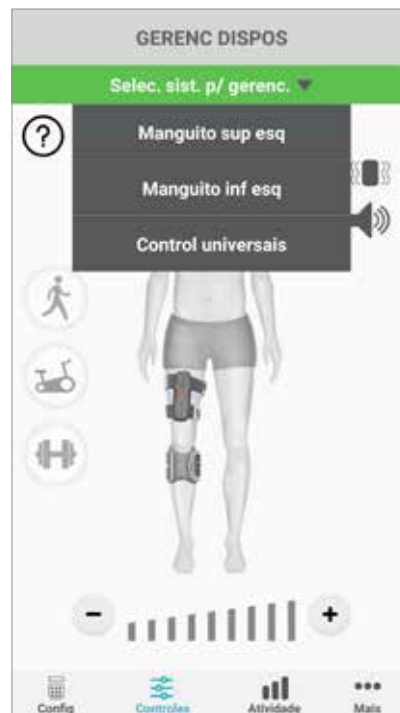 GERENC DISPOS
Selec. sist. p/ gerenc.
?
Manguito sup esq
Manguito inf esq
Control universais
Config
Controles
Atividade
Mais